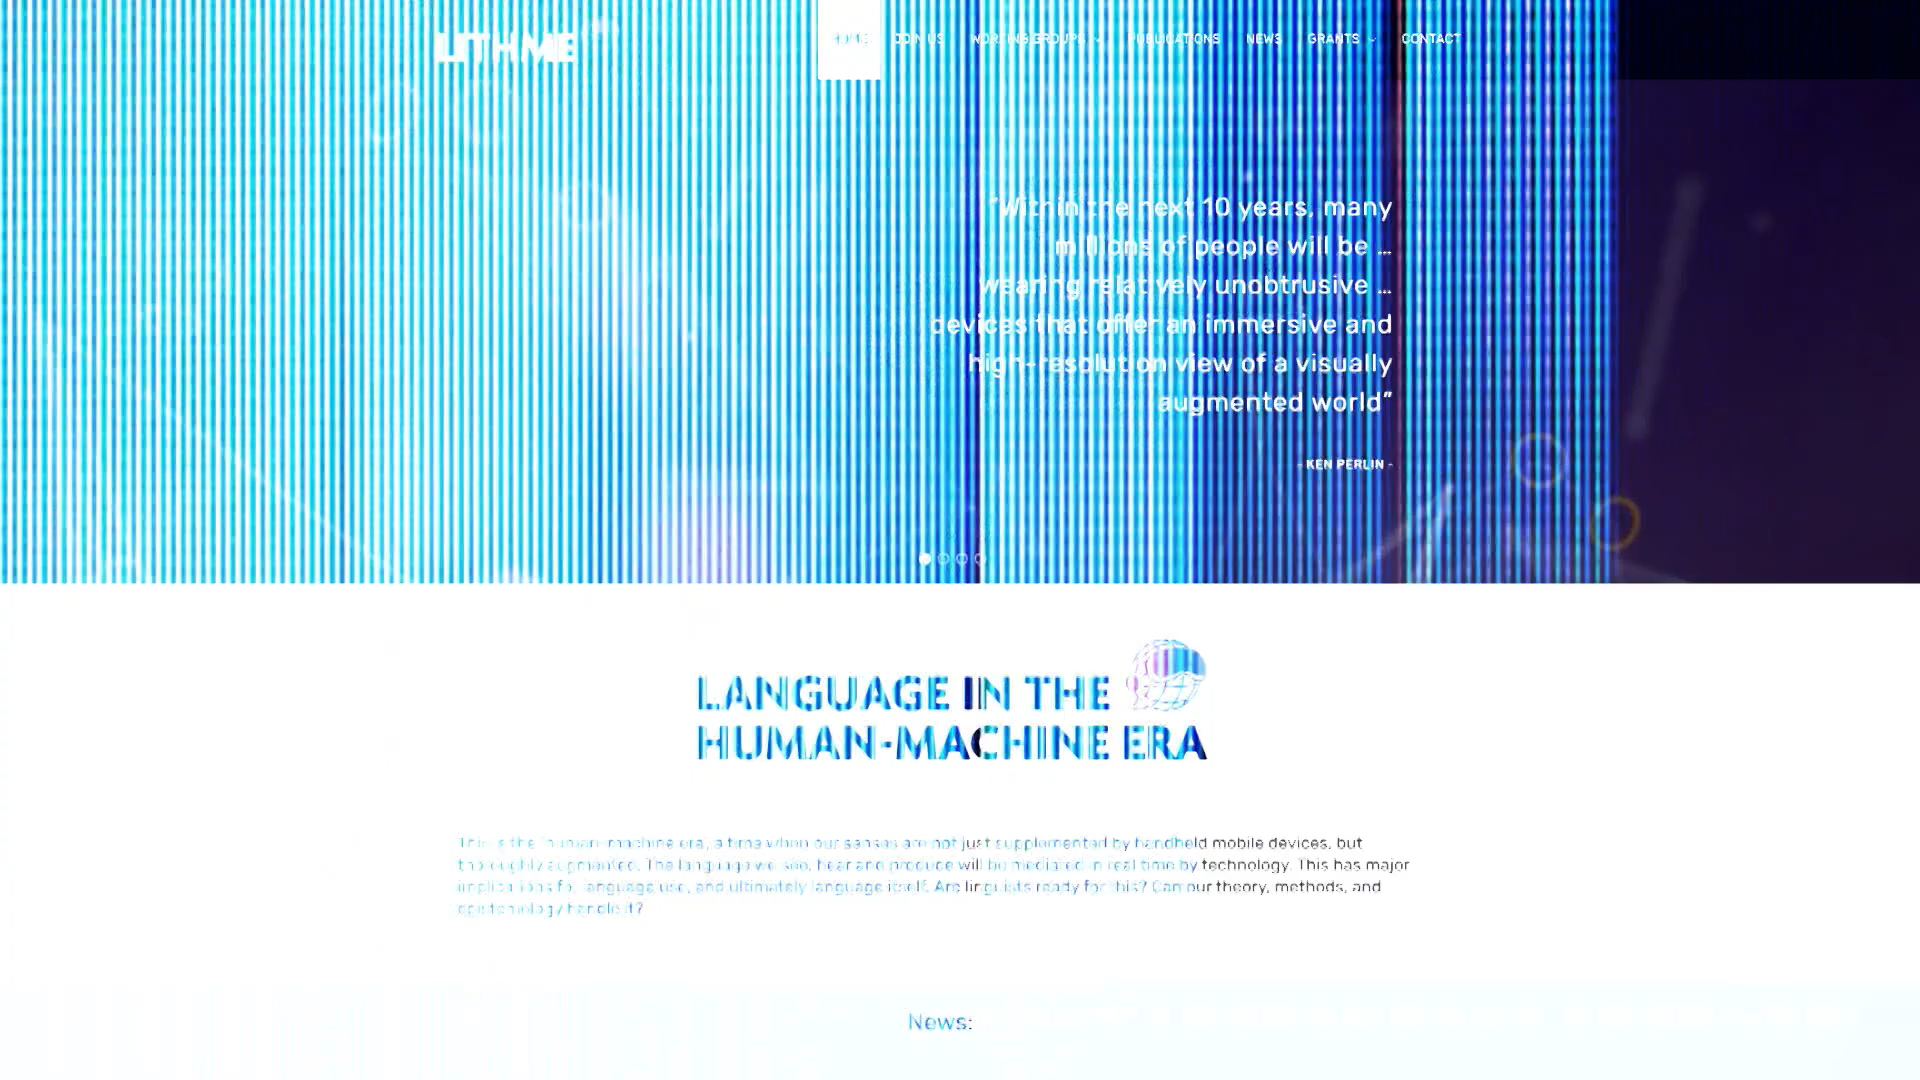 LITHME
HOME JOIN US WORKING GROUPS PUBLICATIONS NEWS GRANTS CONTACT
“Within the next 10 years, many
millions of people will be ...
wearing relatively unobtrusive ...
devices that offer an immersive and
high-resolution view of a visually
augmented world”
- KEN PERLIN -
LANGUAGE IN THE
HUMAN-MACHINE ERA
This is the 'human-machine era', a time when our senses are not just supplemented by handheld mobile devices, but
thoroughly augmented. The language we see, hear and produce will be mediated in real time by technology. This has major
implications for language use, and ultimately language itself. Are linguists ready for this? Can our theory, methods, and
epistemology handle it?
News: